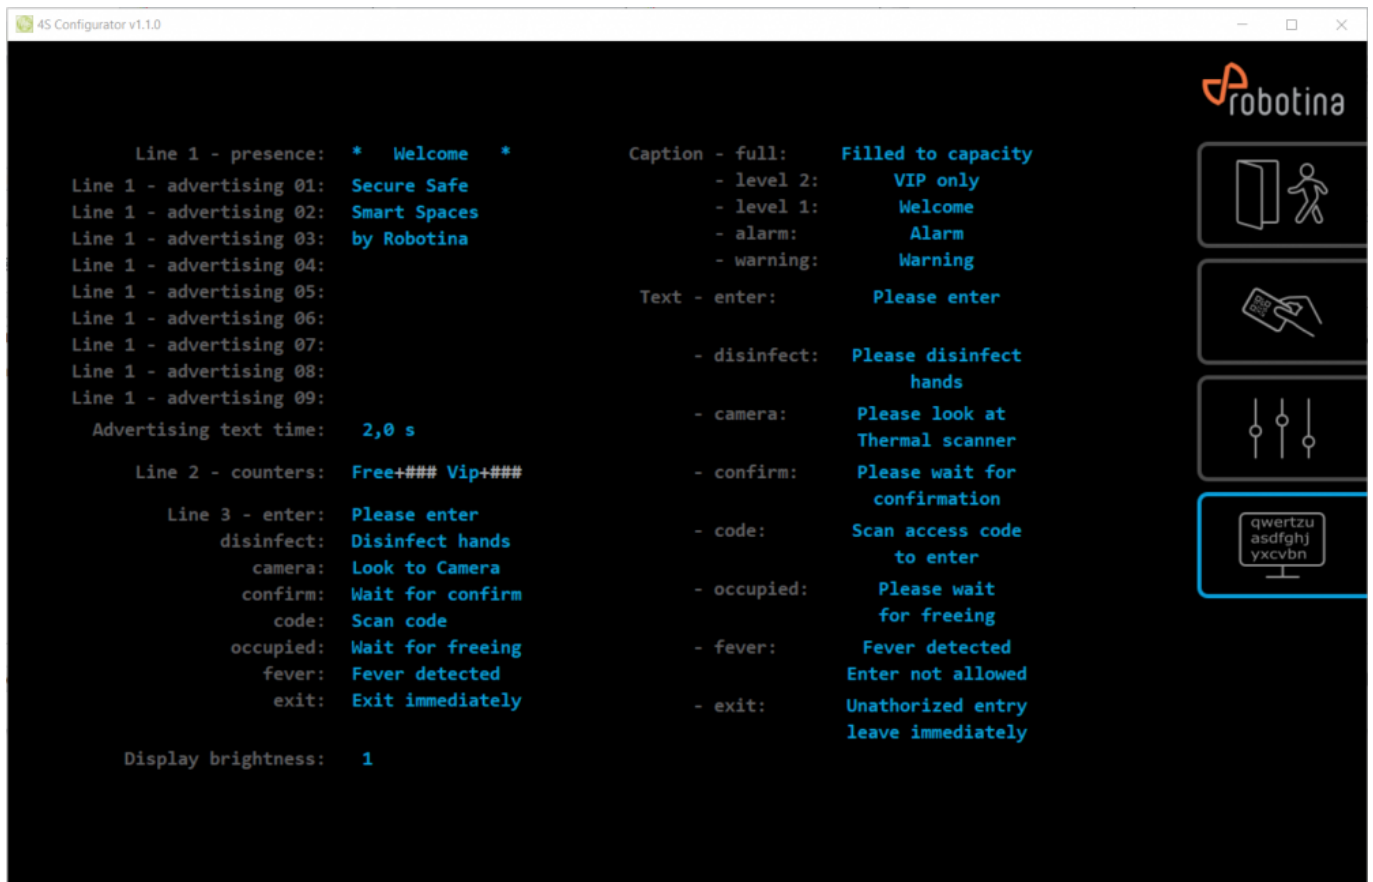 4S Configurator v1.1.0
robotina
Line 1 - presence: * Welcome *
Line 1 - advertising 01: Secure Safe
Line 1 - advertising 02: Smart Spaces
Line 1 - advertising 03: by Robotina
Line 1 - advertising 04:
Line 1 - advertising 05:
Line 1 - advertising 06:
Line 1 - advertising 07:
Line 1 - advertising 08:
Line 1 - advertising 09:
Advertising text time: 2,0 s
Line 2 - counters: Free+### Vip+###
Line 3 - enter: Please enter
disinfect: Disinfect hands
camera: Look to Camera
confirm: Wait for confirm
code: Scan code
occupied: Wait for freeing
fever: Fever detected
exit: Exit immediately
Display brightness: 1
Caption - full: Filled to capacity
- level 2: VIP only
- level 1: Welcome
- alarm: Alarm
- warning: Warning
Text - enter: Please enter
- disinfect: Please disinfect
hands
- camera: Please look at
Thermal scanner
- confirm: Please wait for
confirmation
- code: Scan access code
to enter
- occupied: Please wait
for freeing
- fever: Fever detected
Enter not allowed
- exit: Unathorized entry
leave immediately
qwertzu
asdfghj
yxcvbn